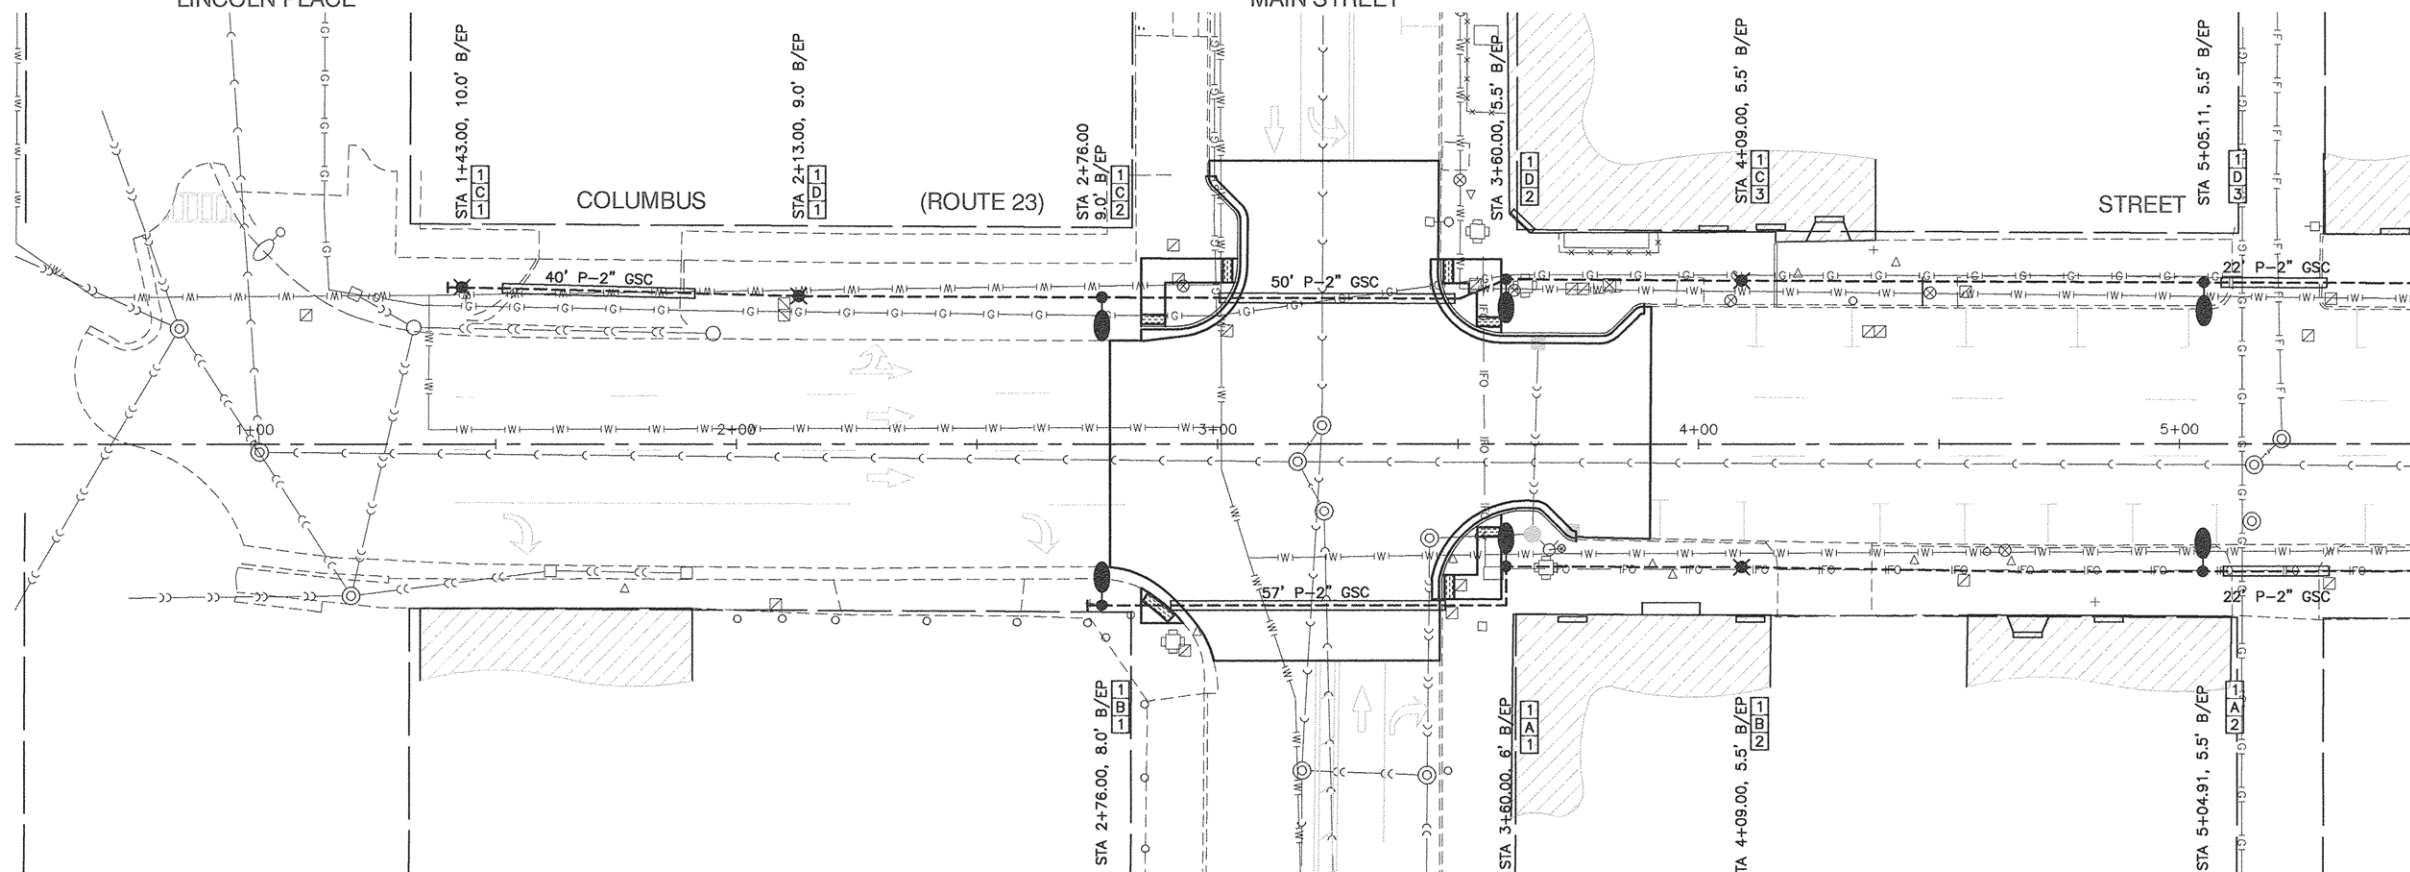 LINCOLN PLACE
MAIN STREET
STA 1+43.00, 10.0' B/EP
1
C
1
STA 2+13.00, 9.0' B/EP
1
D
1
STA 2+76.00
9.0' B/EP
1
C
2
STA 3+60.00, 5.5' B/EP
1
D
2
STA 4+09.00, 5.5' B/EP
1
C
3
STA 5+05.11, 5.5' B/EP
1
D
3
COLUMBUS
(ROUTE 23)
STREET
40' P-2" GSC
50' P-2" GSC
22' P-2" GSC
1+00
2+00
3+00
4+00
5+00
57' P-2" GSC
22' P-2" GSC
STA 2+76.00, 8.0' B/EP
1
B
1
STA 3+60.00, 6' B/EP
1
A
1
STA 4+09.00, 5.5' B/EP
1
B
2
STA 5+04.91, 5.5' B/EP
1
A
2